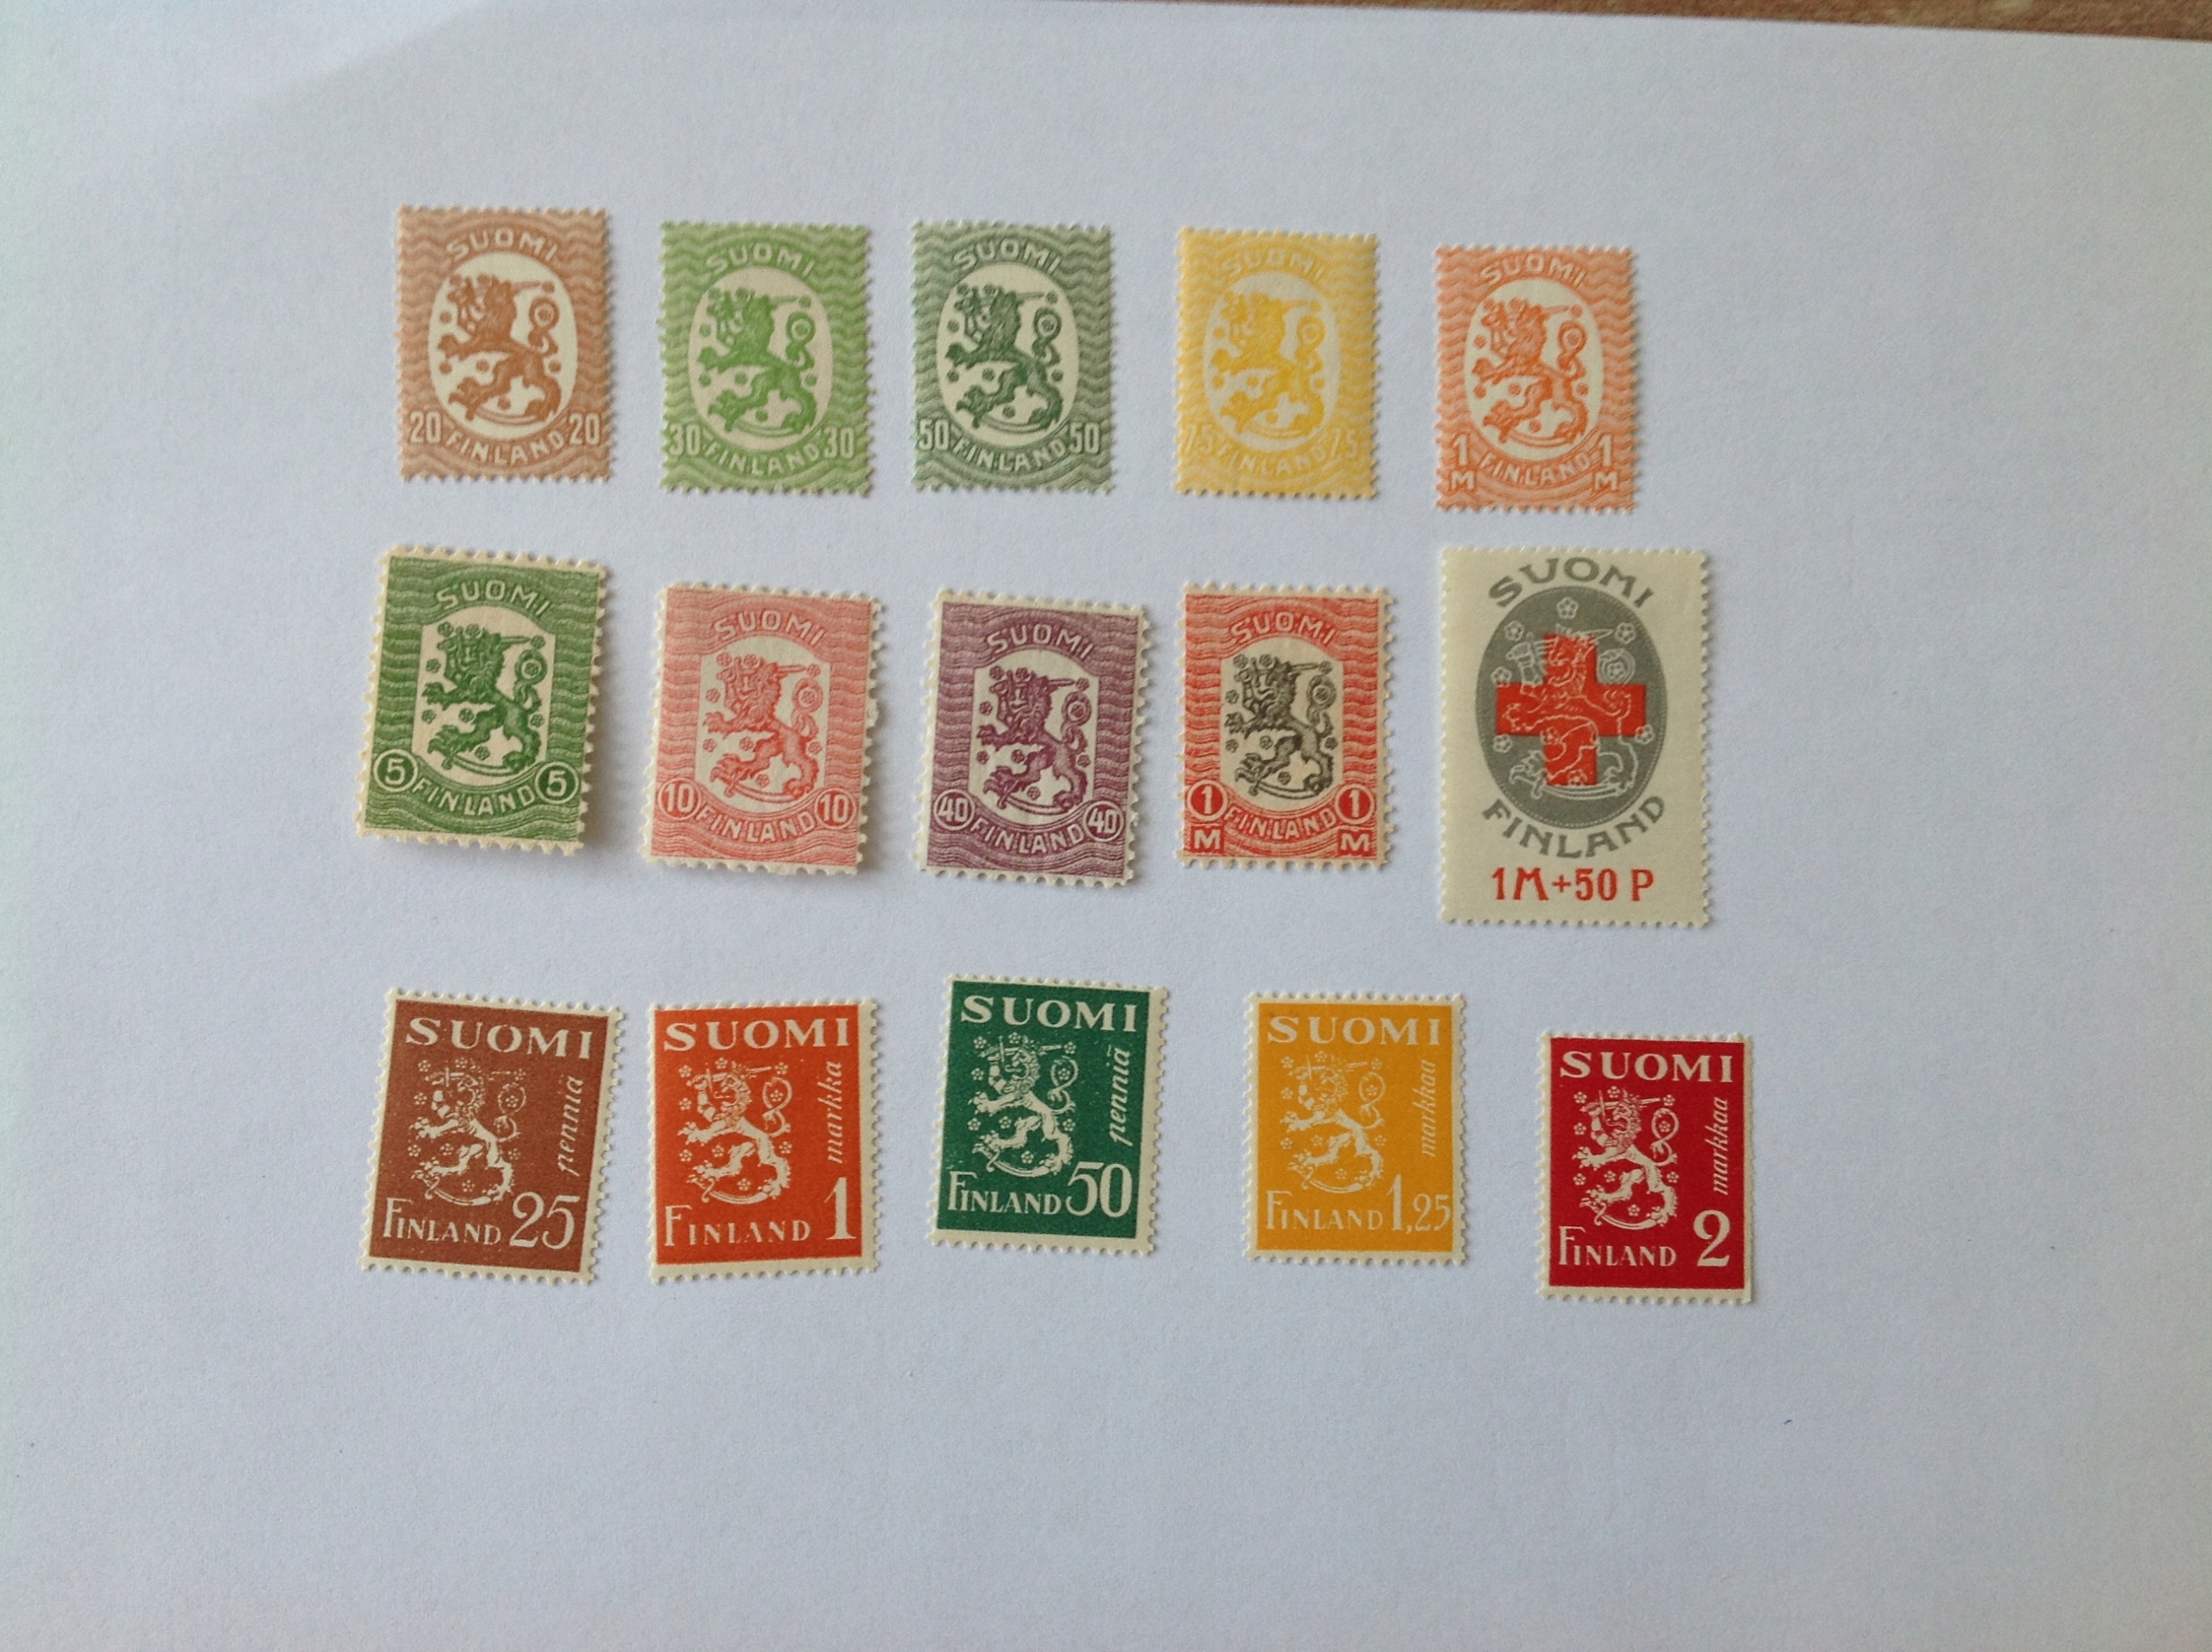 SUOMI
20 FINLAND 20
SUOMI
30 FINLAND 30
SUOMI
50 FINLAND 50
SUOMI
75 FINLAND 75
SUOMI
1 FINLAND 1
M M
SUOMI
5 FINLAND 5
SUOMI
10 FINLAND 10
SUOMI
40 FINLAND 40
SUOMI
1 FINLAND 1
M M
SUOMI
FINLAND
1M+50 P
SUOMI
penniä
FINLAND 25
SUOMI
markka
FINLAND 1
SUOMI
penniä
FINLAND 50
SUOMI
markkaa
FINLAND 1,25
SUOMI
markkaa
FINLAND 2